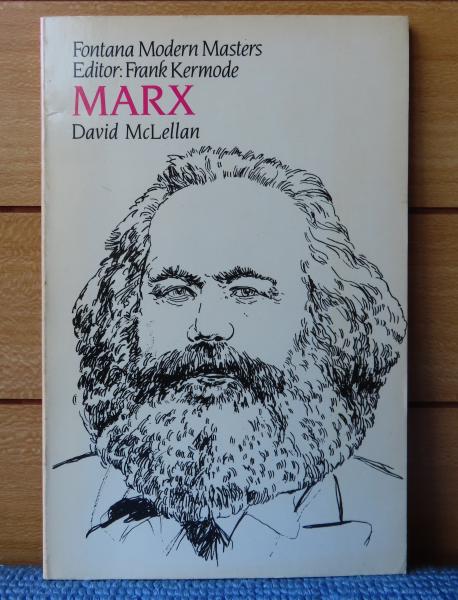 Fontana Modern Masters
Editor: Frank Kermode
MARX
David McLellan